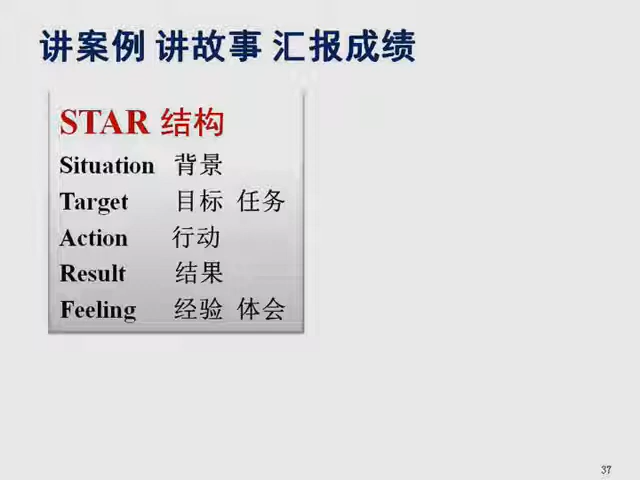 讲案例 讲故事 汇报成绩
STAR 结构
Situation 背景
Target 目标 任务
Action 行动
Result 结果
Feeling 经验 体会
37